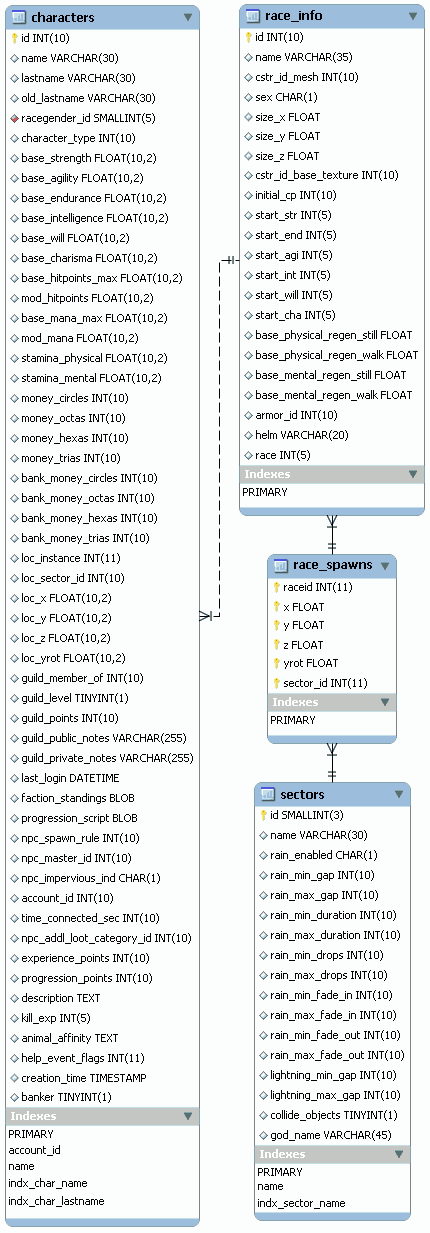 characters
id INT(10)
name VARCHAR(30)
lastname VARCHAR(30)
old_lastname VARCHAR(30)
racegender_id SMALLINT(5)
character_type INT(10)
base_strength FLOAT(10,2)
base_agility FLOAT(10,2)
base_endurance FLOAT(10,2)
base_intelligence FLOAT(10,2)
base_will FLOAT(10,2)
base_charisma FLOAT(10,2)
base_hitpoints_max FLOAT(10,2)
mod_hitpoints FLOAT(10,2)
base_mana_max FLOAT(10,2)
mod_mana FLOAT(10,2)
stamina_physical FLOAT(10,2)
stamina_mental FLOAT(10,2)
money_circles INT(10)
money_octas INT(10)
money_hexas INT(10)
money_trias INT(10)
bank_money_circles INT(10)
bank_money_octas INT(10)
bank_money_hexas INT(10)
bank_money_trias INT(10)
loc_instance INT(11)
loc_sector_id INT(10)
loc_x FLOAT(10,2)
loc_y FLOAT(10,2)
loc_z FLOAT(10,2)
loc_yrot FLOAT(10,2)
guild_member_of INT(10)
guild_level TINYINT(1)
guild_points INT(10)
guild_public_notes VARCHAR(255)
guild_private_notes VARCHAR(255)
last_login DATETIME
faction_standings BLOB
progression_script BLOB
npc_spawn_rule INT(10)
npc_master_id INT(10)
npc_impervious_ind CHAR(1)
account_id INT(10)
time_connected_sec INT(10)
npc_addl_loot_category_id INT(10)
experience_points INT(10)
progression_points INT(10)
description TEXT
kill_exp INT(5)
animal_affinity TEXT
help_event_flags INT(11)
creation_time TIMESTAMP
banker TINYINT(1)
Indexes
PRIMARY
account_id
name
indx_char_name
indx_char_lastname
race_info
id INT(10)
name VARCHAR(35)
cstr_id_mesh INT(10)
sex CHAR(1)
size_x FLOAT
size_y FLOAT
size_z FLOAT
cstr_id_base_texture INT(10)
initial_cp INT(10)
start_str INT(5)
start_end INT(5)
start_agi INT(5)
start_int INT(5)
start_will INT(5)
start_cha INT(5)
base_physical_regen_still FLOAT
base_physical_regen_walk FLOAT
base_mental_regen_still FLOAT
base_mental_regen_walk FLOAT
armor_id INT(10)
helm VARCHAR(20)
race INT(5)
Indexes
PRIMARY
race_spawns
raceid INT(11)
x FLOAT
y FLOAT
z FLOAT
yrot FLOAT
sector_id INT(11)
Indexes
PRIMARY
sectors
id SMALLINT(3)
name VARCHAR(30)
rain_enabled CHAR(1)
rain_min_gap INT(10)
rain_max_gap INT(10)
rain_min_duration INT(10)
rain_max_duration INT(10)
rain_min_drops INT(10)
rain_max_drops INT(10)
rain_min_fade_in INT(10)
rain_max_fade_in INT(10)
rain_min_fade_out INT(10)
rain_max_fade_out INT(10)
lightning_min_gap INT(10)
lightning_max_gap INT(10)
collide_objects TINYINT(1)
god_name VARCHAR(45)
Indexes
PRIMARY
name
indx_sector_name